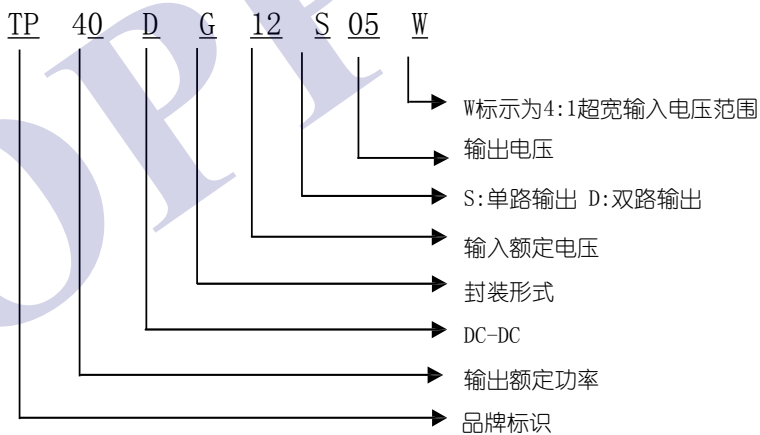 TP 40 D G 12 S 05 W
W标示为4:1超宽输入电压范围
输出电压
S:单路输出 D:双路输出
输入额定电压
封装形式
DC-DC
输出额定功率
品牌标识